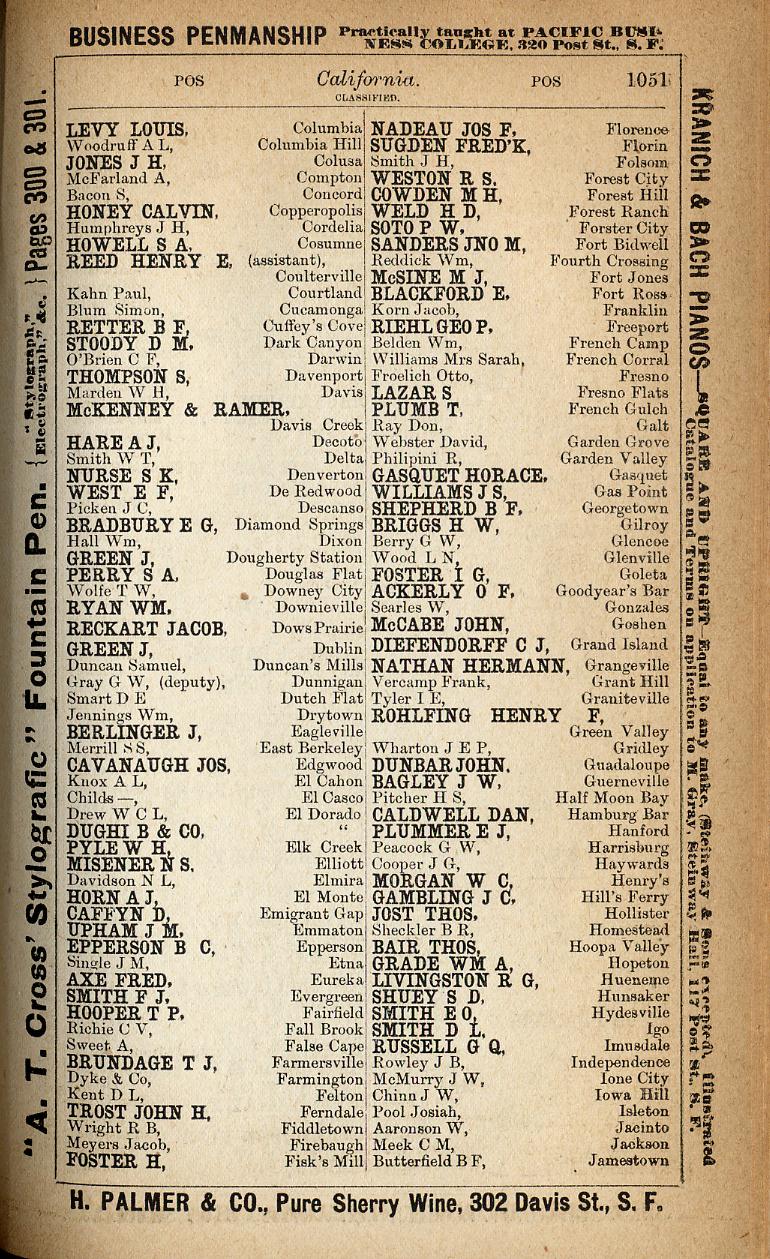 BUSINESS PENMANSHIP Practically taught at PACIFIC BUSI-
NESS COLLEGE, 320 Post St., S. F.
POS California. POS 1051
CLASSIFIED.
LEVY LOUIS, Columbia
Woodruff A L, Columbia Hill
JONES J H, Colusa
McFarland A, Compton
Bacon S, Concord
HONEY CALVIN, Copperopolis
Humphreys J H, Cordelia
HOWELL S A, Cosumne
REED HENRY E, (assistant),
Coulterville
Kahn Paul, Courtland
Blum Simon, Cucamonga
RETTER B F, Cuffey's Cove
STOODY D M, Dark Canyon
O'Brien C F, Darwin
THOMPSON S, Davenport
Marden W H, Davis
McKENNEY & RAMER,
Davis Creek
HARE A J, Decoto
Smith W T, Delta
NURSE S K, Denverton
WEST E F, De Redwood
Picken J C, Descanso
BRADBURY E G, Diamond Springs
Hall Wm, Dixon
GREEN J, Dougherty Station
PERRY S A, Douglas Flat
Wolfe T W, Downey City
RYAN WM, Downieville
RECKART JACOB, Dows Prairie
GREEN J, Dublin
Duncan Samuel, Duncan's Mills
Gray G W, (deputy), Dunnigan
Smart D E Dutch Flat
Jennings Wm, Drytown
BERLINGER J, Eagleville
Merrill S S, East Berkeley
CAVANAUGH JOS, Edgwood
Knox A L, El Cahon
Childs —, El Casco
Drew W C L, El Dorado
DUGHI B & CO, "
PYLE W H, Elk Creek
MISENER N S, Elliott
Davidson N L, Elmira
HORN A J, El Monte
CAFFYN D, Emigrant Gap
UPHAM J M, Emmaton
EPPERSON B C, Epperson
Single J M, Etna
AXE FRED, Eureka
SMITH F J, Evergreen
HOOPER T P, Fairfield
Richie C V, Fall Brook
Sweet A, False Cape
BRUNDAGE T J, Farmersville
Dyke & Co, Farmington
Kent D L, Felton
TROST JOHN H, Ferndale
Wright R B, Fiddletown
Meyers Jacob, Firebaugh
FOSTER H, Fisk's Mill
NADEAU JOS F, Florence
SUGDEN FRED'K, Florin
Smith J H, Folsom
WESTON R S, Forest City
COWDEN M H, Forest Hill
WELD H D, Forest Ranch
SOTO P W, Forster City
SANDERS JNO M, Fort Bidwell
Reddick Wm, Fourth Crossing
McSINE M J, Fort Jones
BLACKFORD E, Fort Ross
Korn Jacob, Franklin
RIEHL GEO P, Freeport
Belden Wm, French Camp
Williams Mrs Sarah, French Corral
Froelich Otto, Fresno
LAZAR S Fresno Flats
PLUMB T, French Gulch
Ray Don, Galt
Webster David, Garden Grove
Philipini R, Garden Valley
GASQUET HORACE, Gasquet
WILLIAMS J S, Gas Point
SHEPHERD B F, Georgetown
BRIGGS H W, Gilroy
Berry G W, Glencoe
Wood L N, Glenville
FOSTER I G, Goleta
ACKERLY O F, Goodyear's Bar
Searles W, Gonzales
McCABE JOHN, Goshen
DIEFENDORFF C J, Grand Island
NATHAN HERMANN, Grangeville
Vercamp Frank, Grant Hill
Tyler I E, Graniteville
ROHLFING HENRY F,
Green Valley
Wharton J E P, Gridley
DUNBAR JOHN, Guadaloupe
BAGLEY J W, Guerneville
Pitcher H S, Half Moon Bay
CALDWELL DAN, Hamburg Bar
PLUMMER E J, Hanford
Peacock G W, Harrisburg
Cooper J G, Haywards
MORGAN W C, Henry's
GAMBLING J C, Hill's Ferry
JOST THOS, Hollister
Sheckler B R, Homestead
BAIR THOS, Hoopa Valley
GRADE WM A, Hopeton
LIVINGSTON R G, Hueneme
SHUEY S D, Hunsaker
SMITH E O, Hydesville
SMITH D L, Igo
RUSSELL G Q, Imusdale
Rowley J B, Independence
McMurry J W, Ione City
Chinn J W, Iowa Hill
Pool Josiah, Isleton
Aaronson W, Jacinto
Meek C M, Jackson
Butterfield B F, Jamestown
"A. T. Cross' Stylografic" Fountain Pen. { "Stylograph," Electrograph," &c. } Pages 300 & 301.
KRANICH & BACH PIANOS—SQUARE AND UPRIGHT—Equal to any make, (Steinway & Sons excepted), Illustrated
Catalogue and Terms on application to M. Gray, Steinway Hall, 117 Post St., S. F.
H. PALMER & CO., Pure Sherry Wine, 302 Davis St., S. F.